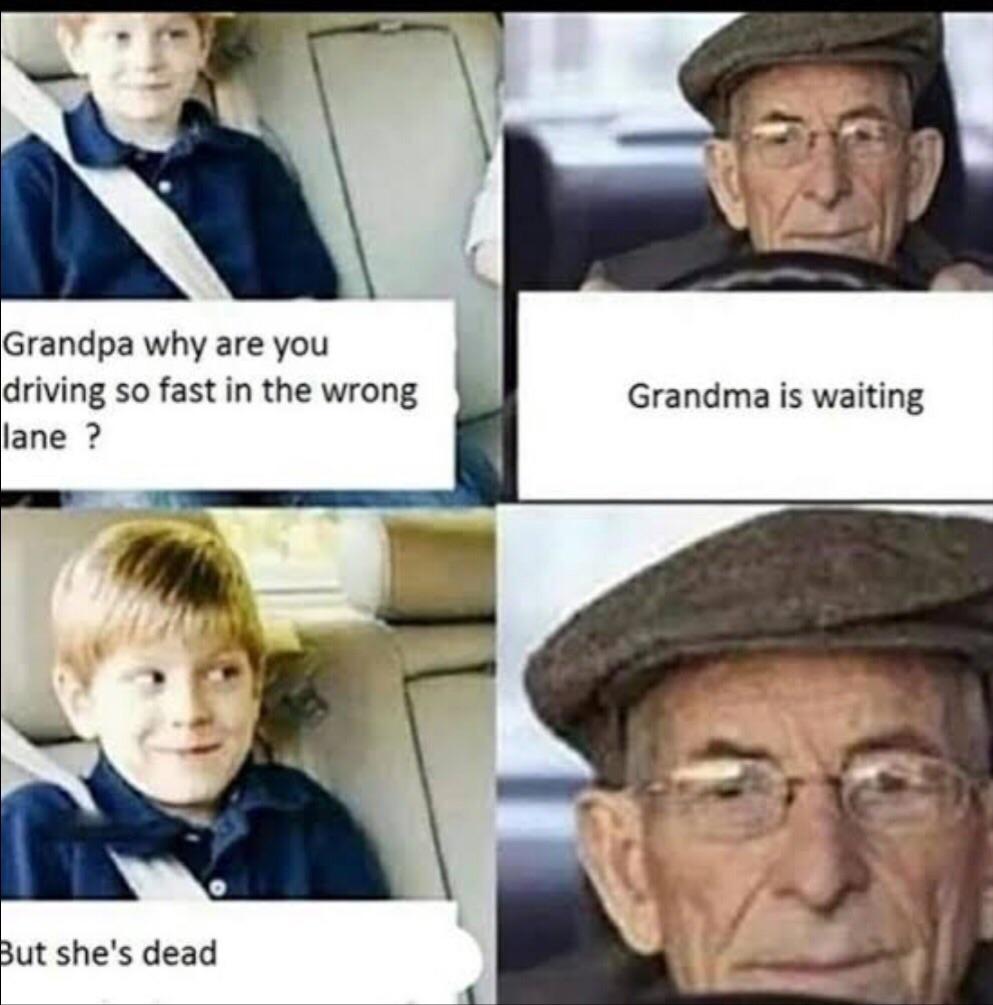 Grandpa why are you
driving so fast in the wrong
lane ?
Grandma is waiting
But she's dead